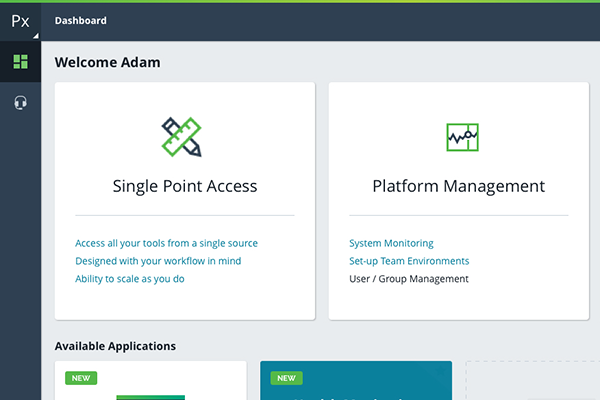 Px
Dashboard
Welcome Adam
Single Point Access
Access all your tools from a single source
Designed with your workflow in mind
Ability to scale as you do
Platform Management
System Monitoring
Set-up Team Environments
User / Group Management
Available Applications
NEW
NEW